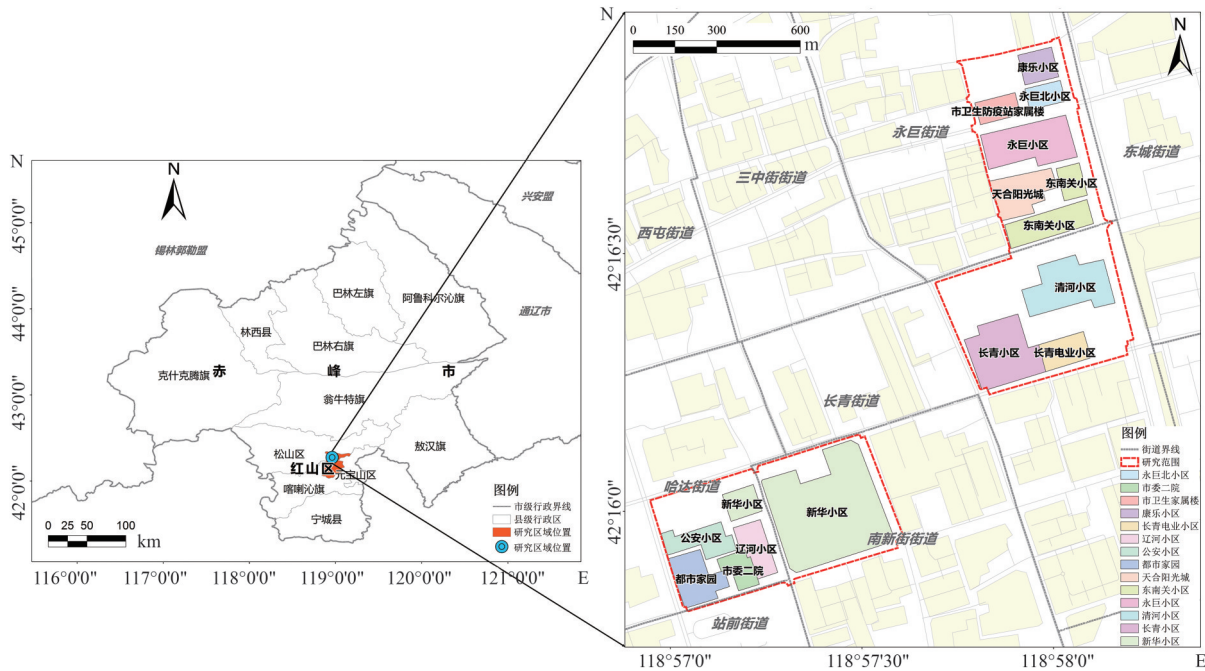 N
N
兴安盟
锡林郭勒盟
45°0'0"
巴林左旗
阿鲁科尔沁旗
通辽市
44°0'0"
林西县
巴林右旗
克什克腾旗
赤 峰 市
翁牛特旗
43°0'0"
松山区
敖汉旗
红山区
元宝山区
喀喇沁旗
42°0'0"
宁城县
0 25 50 100
km
图例
市级行政界线
县级行政区
研究区域位置
研究区域位置
116°0'0" 117°0'0" 118°0'0" 119°0'0" 120°0'0" 121°0'0" E
N
0 150 300 600
m
N
康乐小区
永巨北小区
市卫生防疫站家属楼
永巨街道
永巨小区
东城街道
三中街街道
东南关小区
天合阳光城
西屯街道
东南关小区
42°16'30"
清河小区
长青小区
长青电业小区
长青街道
哈达街道
新华小区
新华小区
42°16'0"
公安小区
辽河小区
南新街街道
都市家园
市委二院
站前街道
图例
街道界线
研究范围
永巨北小区
市委二院
市卫生家属楼
康乐小区
长青电业小区
辽河小区
公安小区
都市家园
天合阳光城
东南关小区
永巨小区
清河小区
长青小区
新华小区
118°57'0" 118°57'30" 118°58'0" E